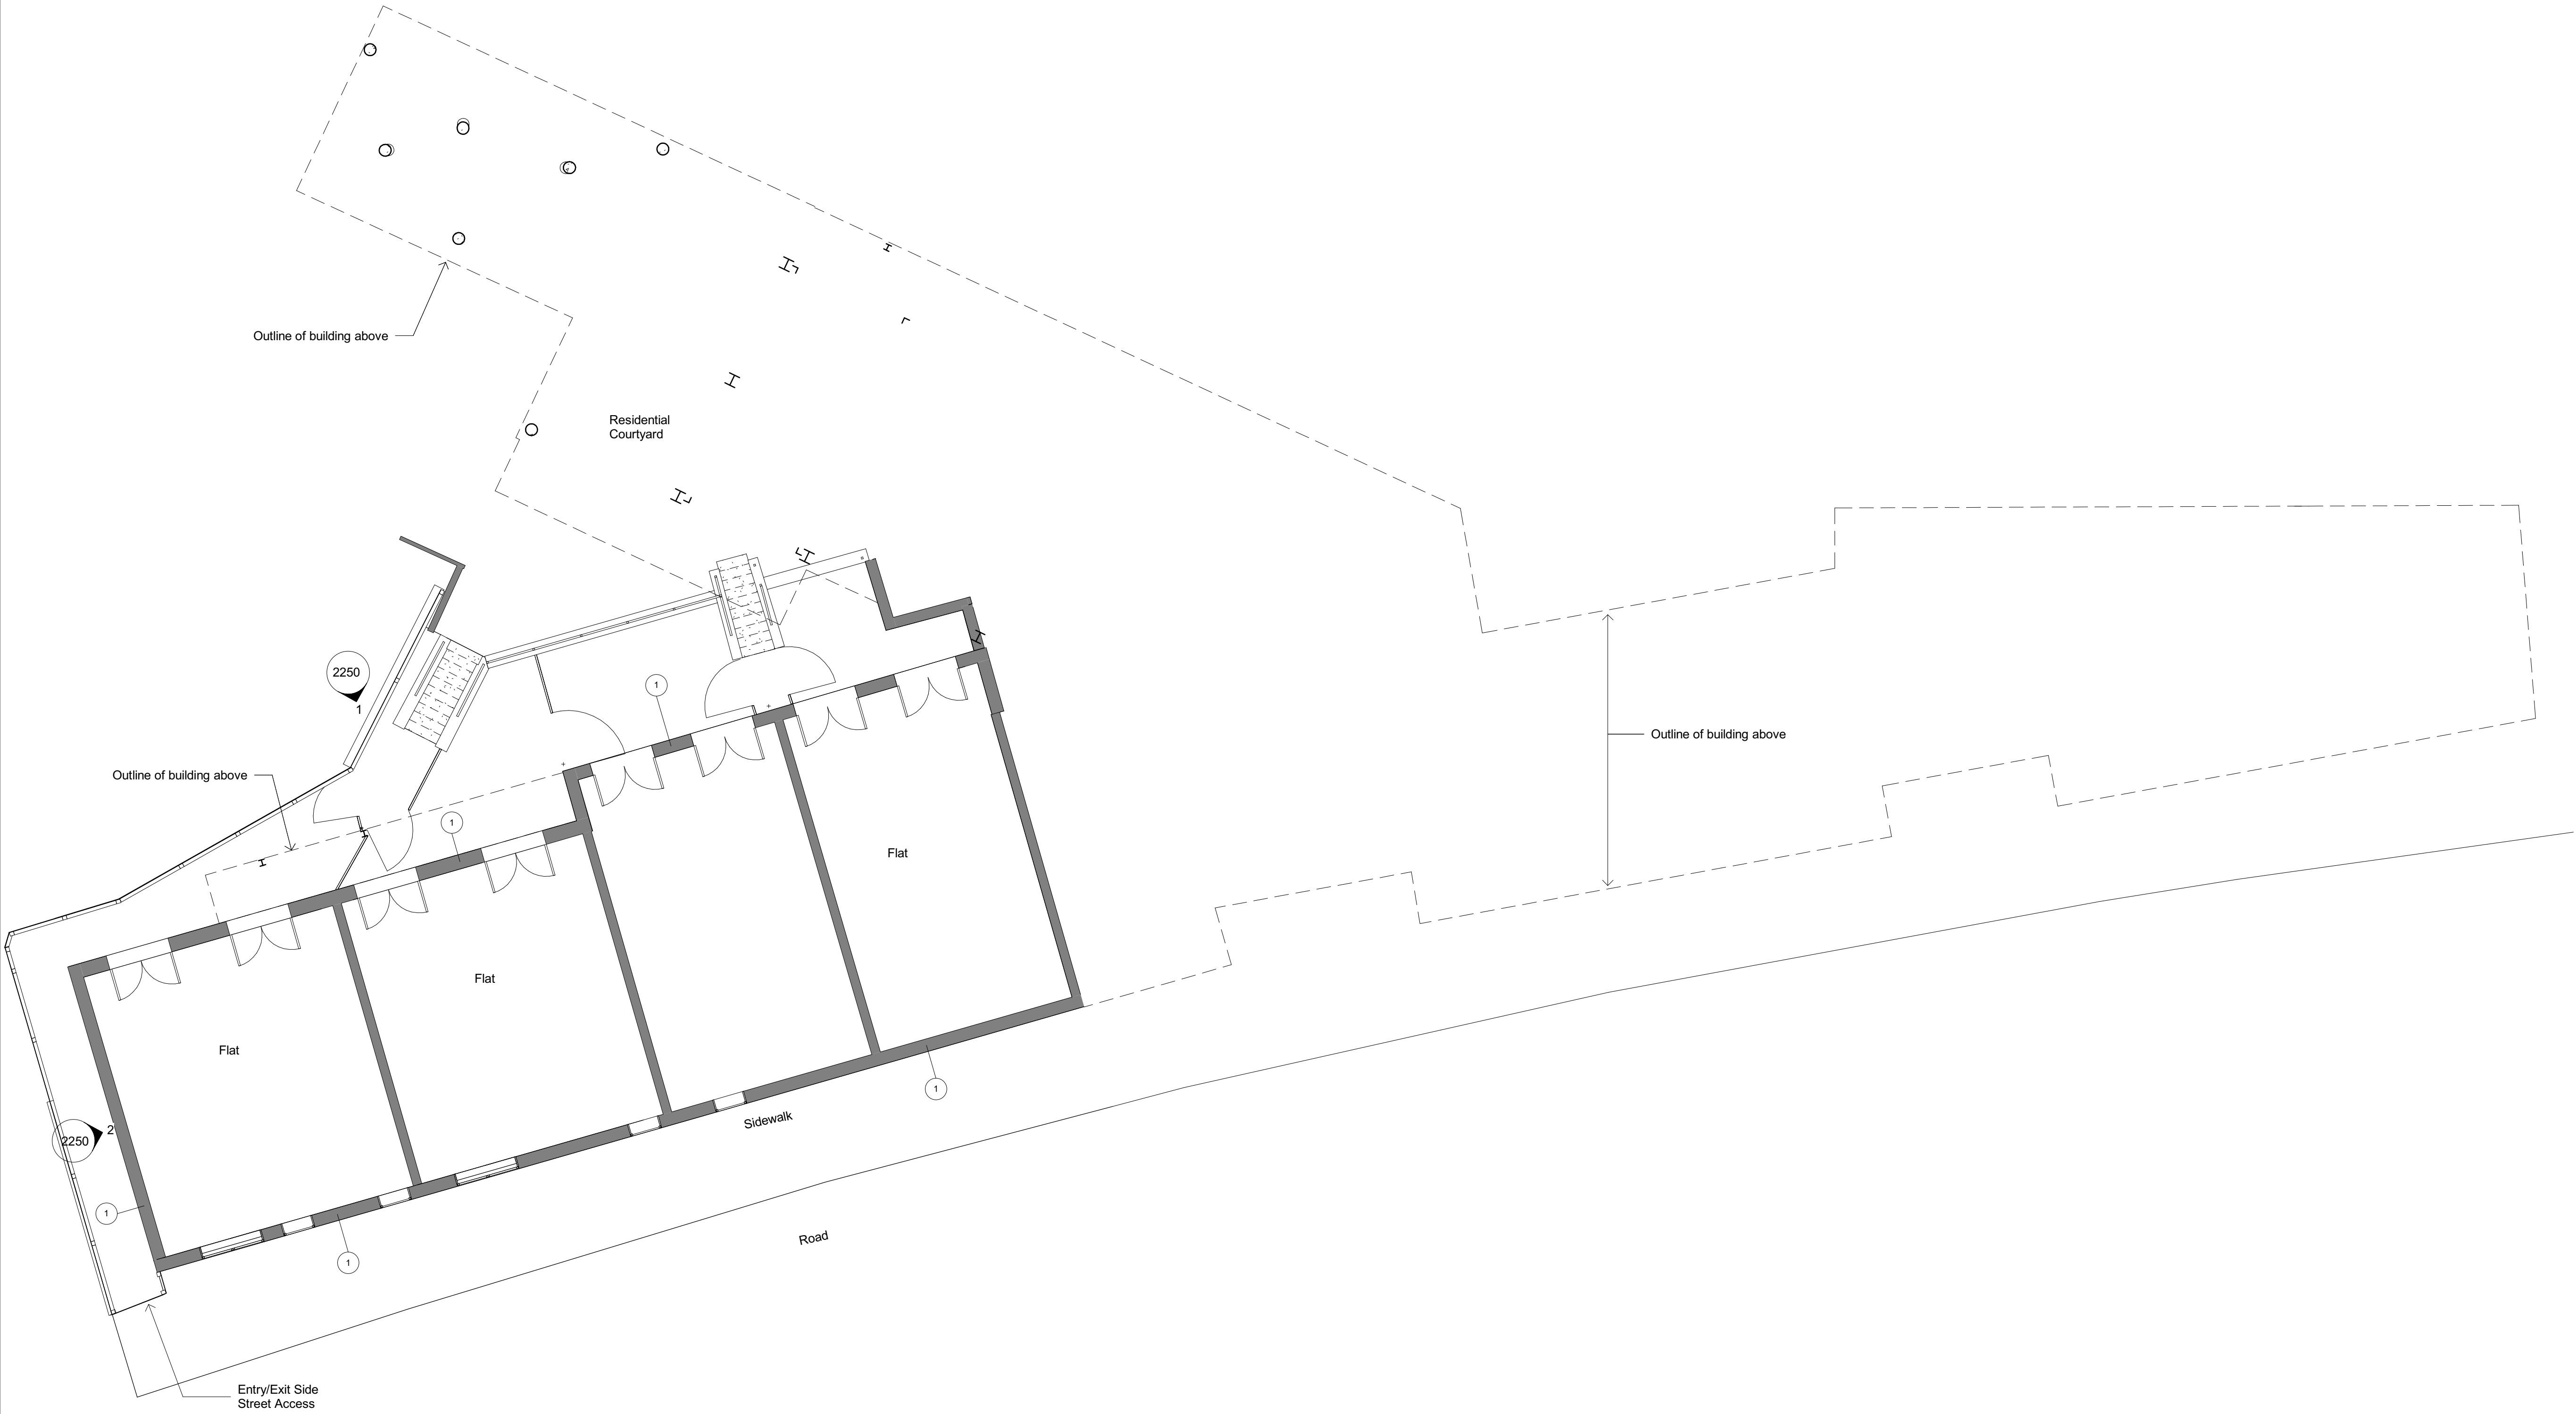 Outline of building above
Residential
Courtyard
2250
1
1
Outline of building above
Outline of building above
1
Flat
Flat
Flat
1
Sidewalk
2
2250
1
Road
1
Entry/Exit Side
Street Access